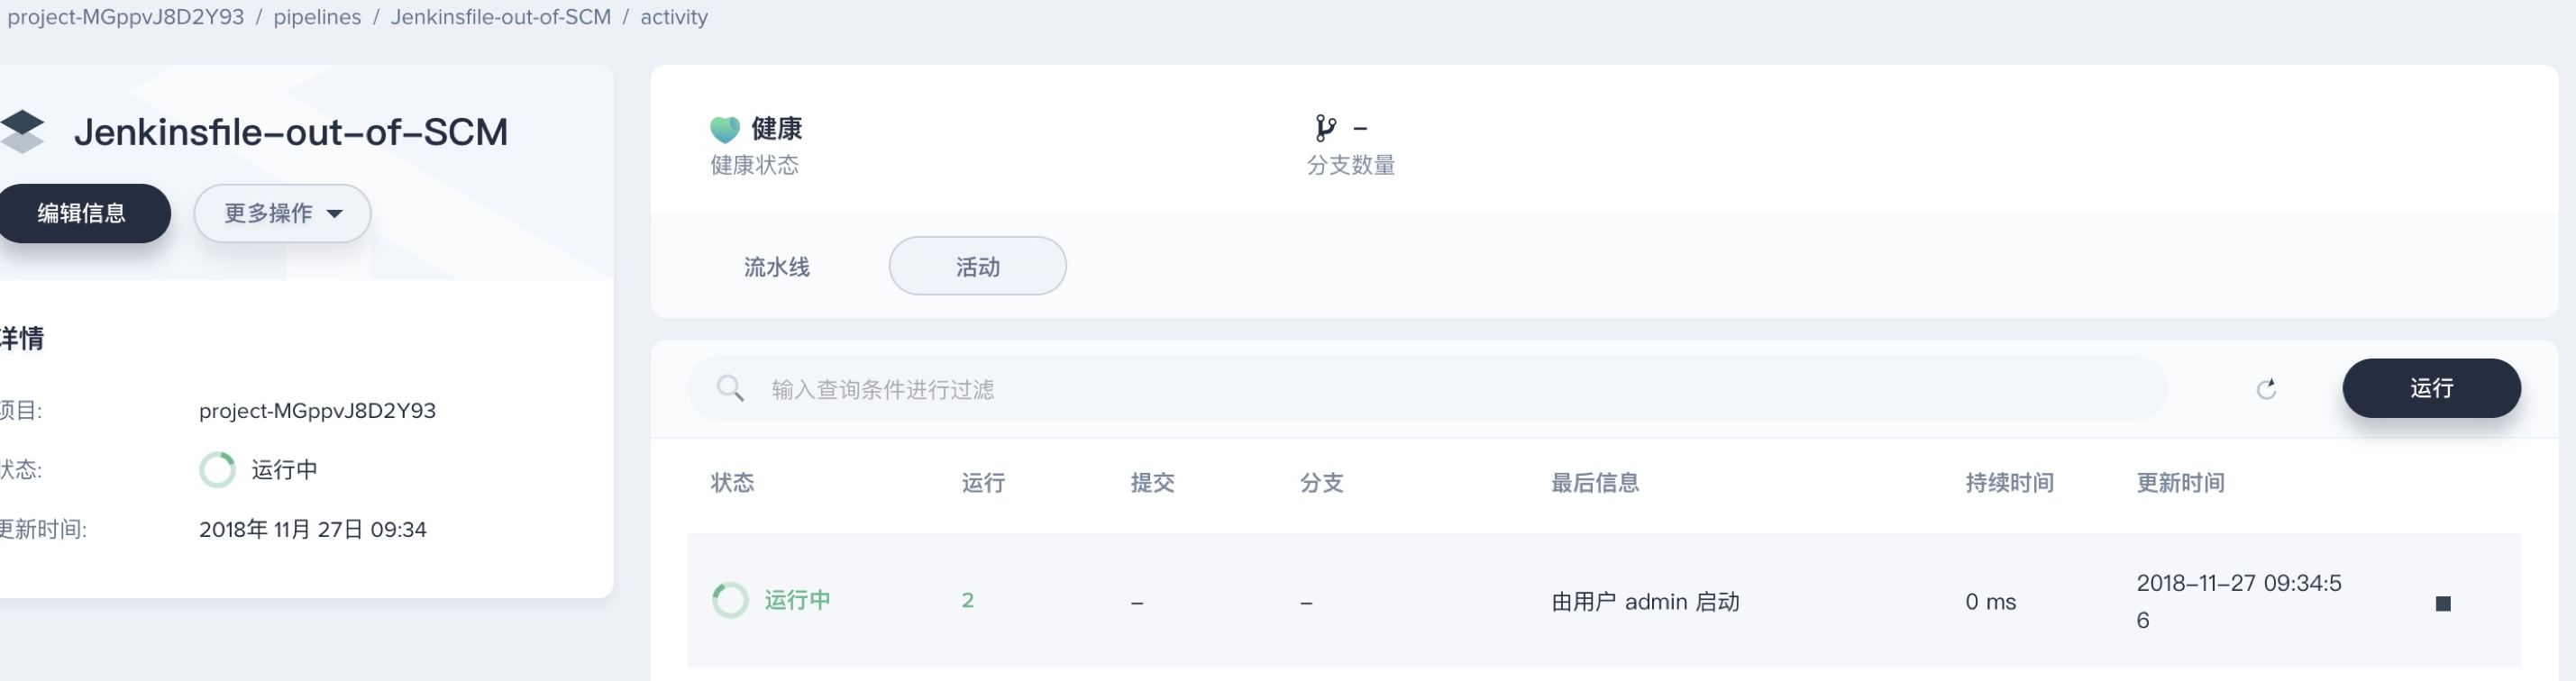 project-MGppvJ8D2Y93 / pipelines / Jenkinsfile-out-of-SCM / activity
Jenkinsfile-out-of-SCM
编辑信息 更多操作
详情
项目: project-MGppvJ8D2Y93
状态: 运行中
更新时间: 2018年 11月 27日 09:34
健康
健康状态
–
分支数量
流水线 活动
输入查询条件进行过滤 运行
状态 运行 提交 分支 最后信息 持续时间 更新时间
运行中 2 – – 由用户 admin 启动 0 ms 2018-11-27 09:34:5
6